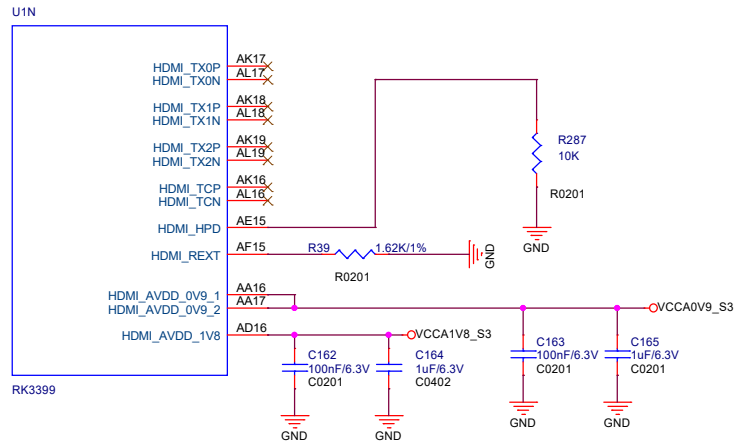 U1N
HDMI_TX0P AK17
HDMI_TX0N AL17
HDMI_TX1P AK18
HDMI_TX1N AL18
HDMI_TX2P AK19
HDMI_TX2N AL19
HDMI_TCP AK16
HDMI_TCN AL16
HDMI_HPD AE15
HDMI_REXT AF15
HDMI_AVDD_0V9_1 AA16
HDMI_AVDD_0V9_2 AA17
HDMI_AVDD_1V8 AD16
RK3399
R287
10K
R0201
GND
R39 1.62K/1%
R0201
GND
VCCA0V9_S3
VCCA1V8_S3
C162
100nF/6.3V
C0201
GND
C164
1uF/6.3V
C0402
GND
C163
100nF/6.3V
C0201
GND
C165
1uF/6.3V
C0201
GND